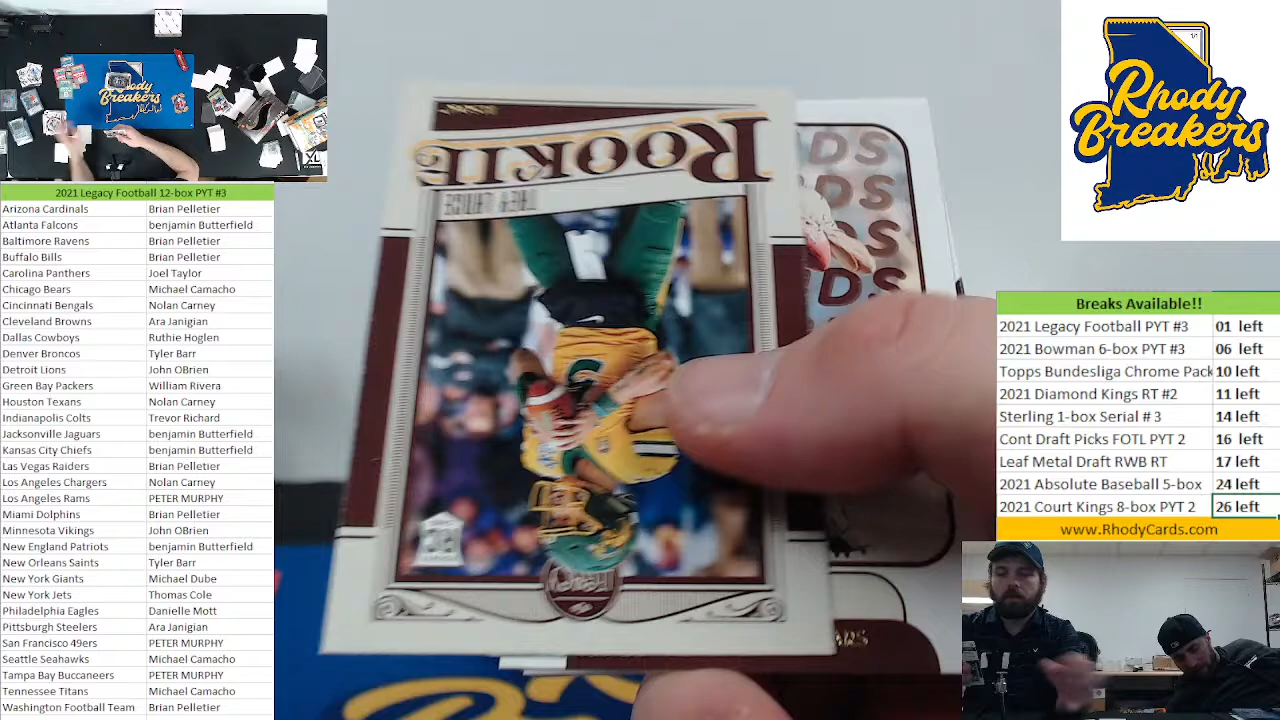 Rhody
Breakers
2021 Legacy Football 12-box PYT #3
Arizona Cardinals Brian Pelletier
Atlanta Falcons benjamin Butterfield
Baltimore Ravens Brian Pelletier
Buffalo Bills Brian Pelletier
Carolina Panthers Joel Taylor
Chicago Bears Michael Camacho
Cincinnati Bengals Nolan Carney
Cleveland Browns Ara Janigian
Dallas Cowboys Ruthie Hoglen
Denver Broncos Tyler Barr
Detroit Lions John OBrien
Green Bay Packers William Rivera
Houston Texans Nolan Carney
Indianapolis Colts Trevor Richard
Jacksonville Jaguars benjamin Butterfield
Kansas City Chiefs benjamin Butterfield
Las Vegas Raiders Brian Pelletier
Los Angeles Chargers Nolan Carney
Los Angeles Rams PETER MURPHY
Miami Dolphins Brian Pelletier
Minnesota Vikings John OBrien
New England Patriots benjamin Butterfield
New Orleans Saints Tyler Barr
New York Giants Michael Dube
New York Jets Thomas Cole
Philadelphia Eagles Danielle Mott
Pittsburgh Steelers Ara Janigian
San Francisco 49ers PETER MURPHY
Seattle Seahawks Michael Camacho
Tampa Bay Buccaneers PETER MURPHY
Tennessee Titans Michael Camacho
Washington Football Team Brian Pelletier
ROOKIE
TREY LANCE
DS
DS
DS
DS
Rhody
Breakers
Breaks Available!!
2021 Legacy Football PYT #3 01 left
2021 Bowman 6-box PYT #3 06 left
Topps Bundesliga Chrome Pack 10 left
2021 Diamond Kings RT #2 11 left
Sterling 1-box Serial # 3 14 left
Cont Draft Picks FOTL PYT 2 16 left
Leaf Metal Draft RWB RT 17 left
2021 Absolute Baseball 5-box 24 left
2021 Court Kings 8-box PYT 2 26 left
www.RhodyCards.com